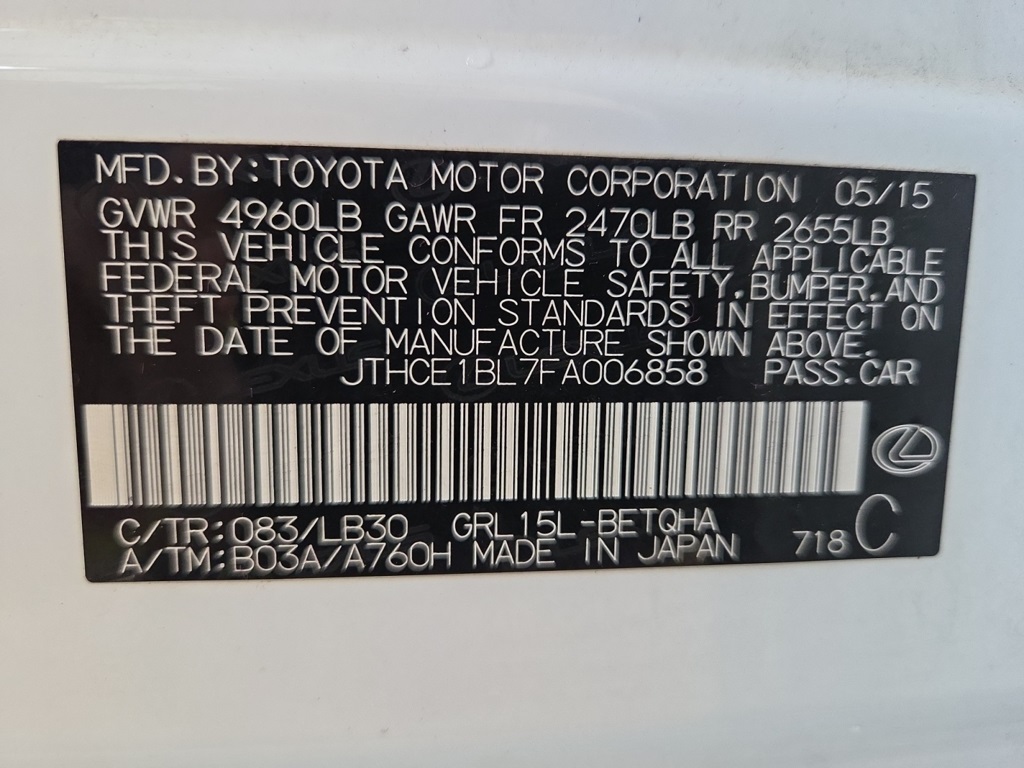 MFD. BY: TOYOTA MOTOR CORPORATION 05/15
GVWR 4960LB GAWR FR 2470LB RR 2655LB
THIS VEHICLE CONFORMS TO ALL APPLICABLE
FEDERAL MOTOR VEHICLE SAFETY, BUMPER, AND
THEFT PREVENTION STANDARDS IN EFFECT ON
THE DATE OF MANUFACTURE SHOWN ABOVE.
JTHCE1BL7FA006858 PASS. CAR
C/TR: 083/LB30 GRL15L-BETQHA
A/TM: B03A/A760H MADE IN JAPAN 718 C